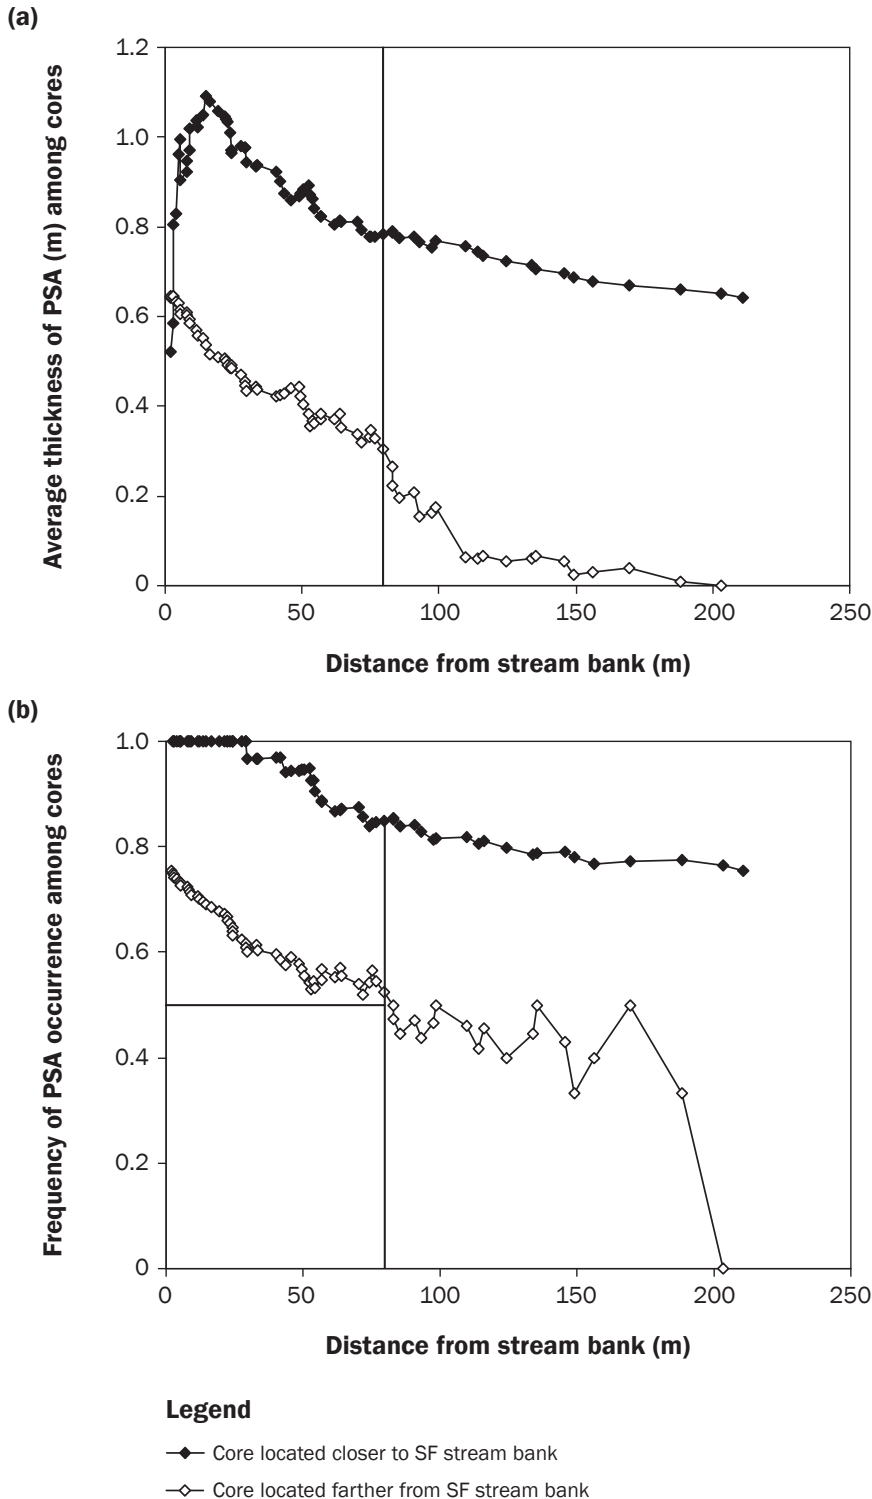 (a)
Average thickness of PSA (m) among cores
1.2
1.0
0.8
0.6
0.4
0.2
0
0 50 100 150 200 250
Distance from stream bank (m)
(b)
Frequency of PSA occurrence among cores
1.0
0.8
0.6
0.4
0.2
0
0 50 100 150 200 250
Distance from stream bank (m)
Legend
Core located closer to SF stream bank
Core located farther from SF stream bank